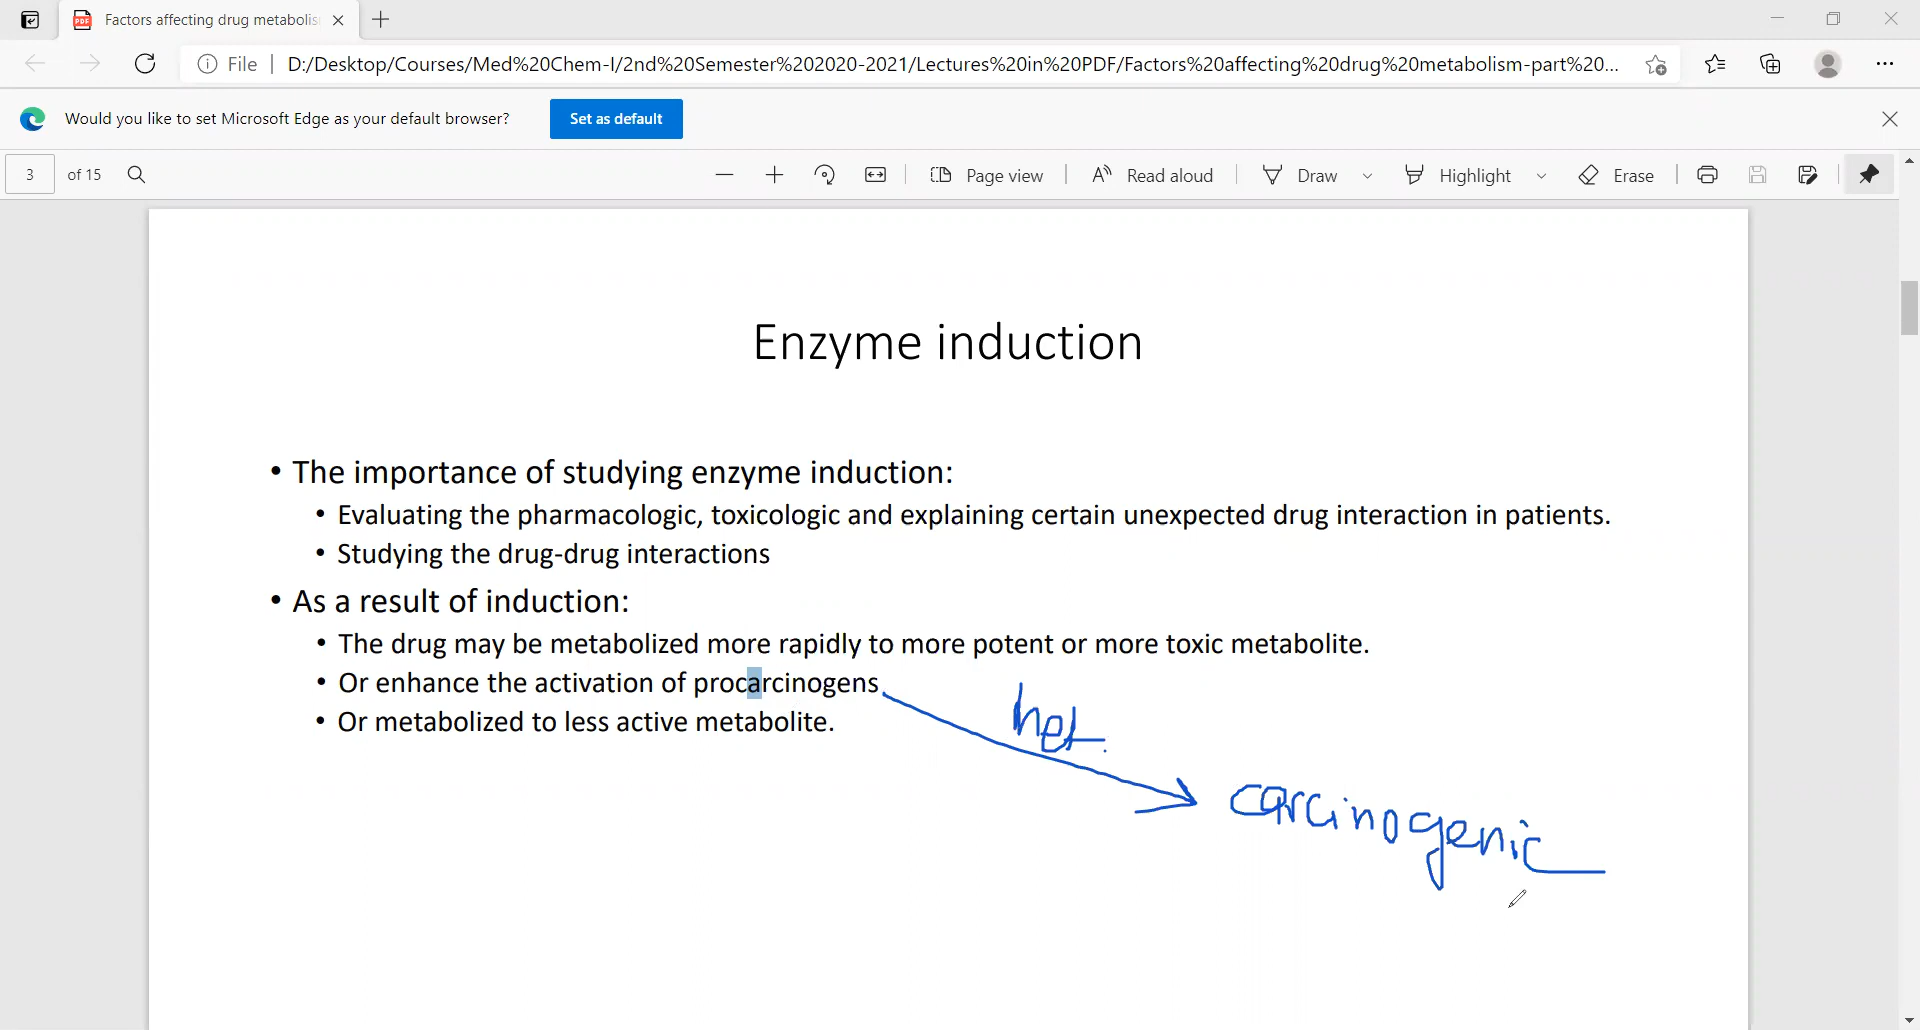 Factors affecting drug metabolis
File
D:/Desktop/Courses/Med%20Chem-I/2nd%20Semester%202020-2021/Lectures%20in%20PDF/Factors%20affecting%20drug%20metabolism-part%20...
Would you like to set Microsoft Edge as your default browser?
Set as default
3 of 15
Page view
Read aloud
Draw
Highlight
Erase
Enzyme induction
• The importance of studying enzyme induction:
• Evaluating the pharmacologic, toxicologic and explaining certain unexpected drug interaction in patients.
• Studying the drug-drug interactions
• As a result of induction:
• The drug may be metabolized more rapidly to more potent or more toxic metabolite.
• Or enhance the activation of procarcinogens
• Or metabolized to less active metabolite.
carcinogenic